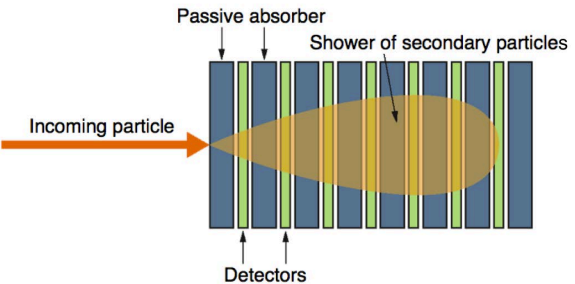 Passive absorber
Shower of secondary particles
Incoming particle
Detectors